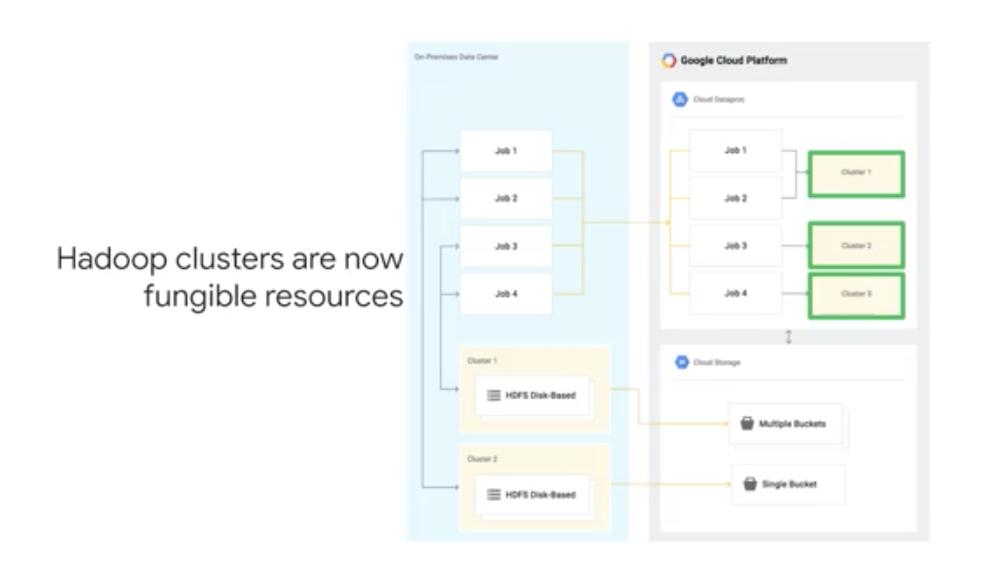 Hadoop clusters are now
fungible resources
On-Premises Data Center
Job 1
Job 2
Job 3
Job 4
Cluster 1
HDFS Disk-Based
Cluster 2
HDFS Disk-Based
Google Cloud Platform
Cloud Dataproc
Job 1
Job 2
Job 3
Job 4
Cluster 1
Cluster 2
Cluster 3
Cloud Storage
Multiple Buckets
Single Bucket